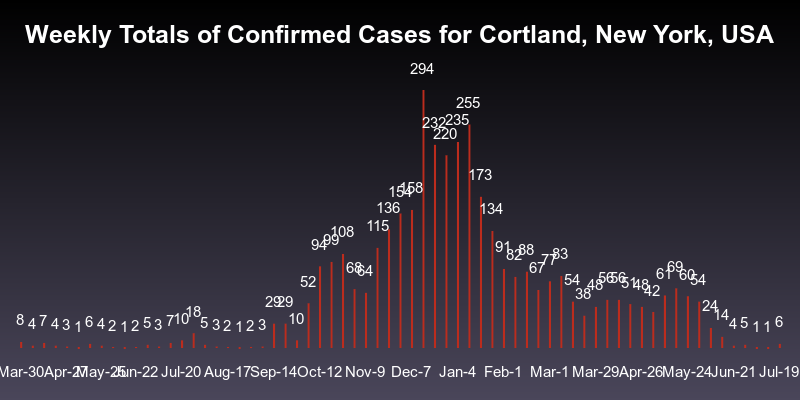 Weekly Totals of Confirmed Cases for Cortland, New York, USA
294
255
232 220 235
173
154 158
136 134
115
108
94 99
91 82 88 83
68 64 67 77
52 54 61 69 60 54
38 48 56 56 51 48 42
29 29 24
8 4 7 4 3 1 6 4 2 1 2 5 3 7 10 18 5 3 2 1 2 3 10 14 4 5 1 1 6
Mar-30 Apr-27 May-25 Jun-22 Jul-20 Aug-17 Sep-14 Oct-12 Nov-9 Dec-7 Jan-4 Feb-1 Mar-1 Mar-29 Apr-26 May-24 Jun-21 Jul-19